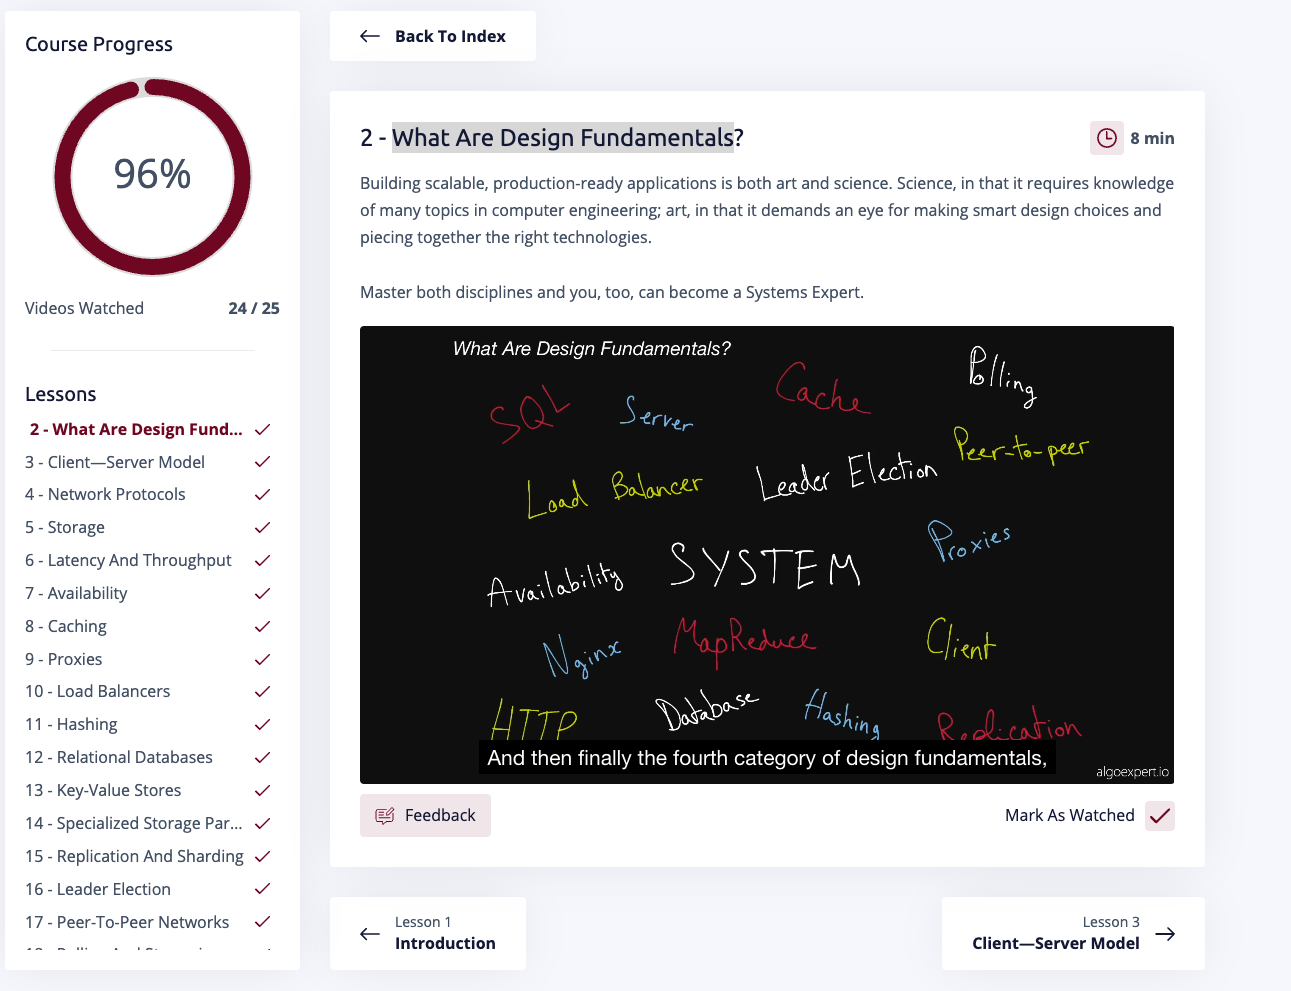 Course Progress
96%
Videos Watched 24 / 25
Lessons
2 - What Are Design Fund...
3 - Client—Server Model
4 - Network Protocols
5 - Storage
6 - Latency And Throughput
7 - Availability
8 - Caching
9 - Proxies
10 - Load Balancers
11 - Hashing
12 - Relational Databases
13 - Key-Value Stores
14 - Specialized Storage Par...
15 - Replication And Sharding
16 - Leader Election
17 - Peer-To-Peer Networks
Back To Index
2 - What Are Design Fundamentals?
8 min
Building scalable, production-ready applications is both art and science. Science, in that it requires knowledge
of many topics in computer engineering; art, in that it demands an eye for making smart design choices and
piecing together the right technologies.
Master both disciplines and you, too, can become a Systems Expert.
What Are Design Fundamentals?
SQL
Server
Cache
Polling
Load Balancer
Leader Election
Peer-to-peer
Availability
SYSTEM
Proxies
Nginx
MapReduce
Client
HTTP
Database
Hashing
Replication
And then finally the fourth category of design fundamentals,
algoexpert.io
Feedback
Mark As Watched
Lesson 1
Introduction
Lesson 3
Client—Server Model